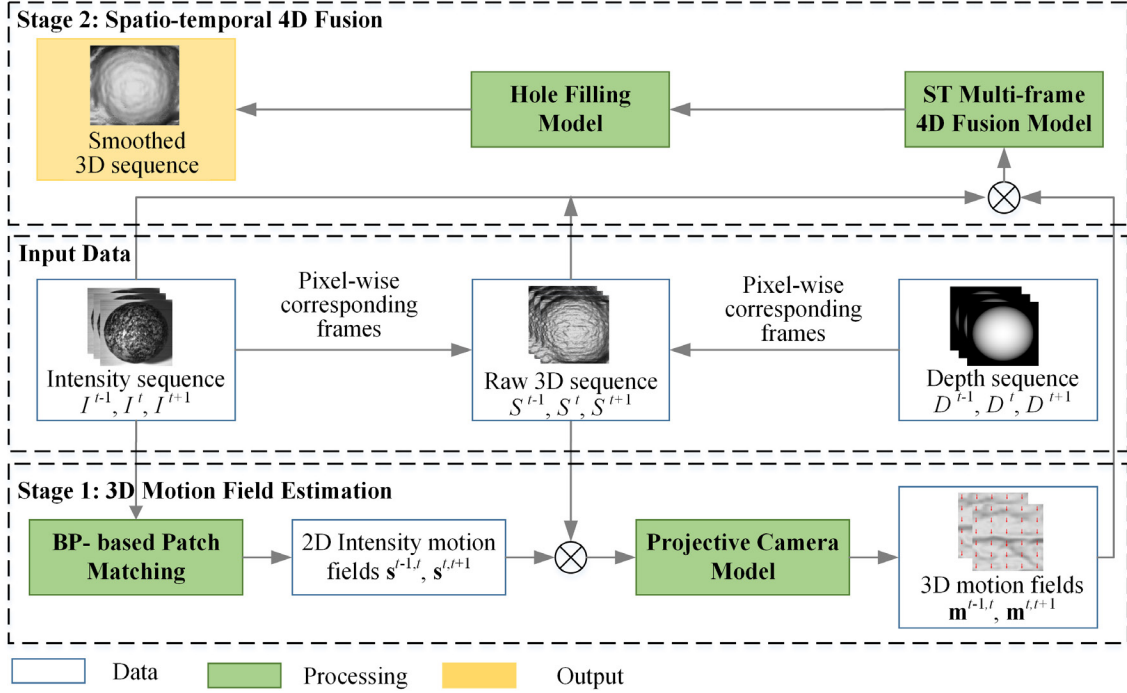 Stage 2: Spatio-temporal 4D Fusion
Smoothed
3D sequence
Hole Filling
Model
ST Multi-frame
4D Fusion Model
Input Data
Intensity sequence
I^{t-1}, I^{t}, I^{t+1}
Pixel-wise
corresponding
frames
Raw 3D sequence
S^{t-1}, S^{t}, S^{t+1}
Pixel-wise
corresponding
frames
Depth sequence
D^{t-1}, D^{t}, D^{t+1}
Stage 1: 3D Motion Field Estimation
BP- based Patch
Matching
2D Intensity motion
fields s^{t-1,t}, s^{t,t+1}
Projective Camera
Model
3D motion fields
m^{t-1,t}, m^{t,t+1}
Data
Processing
Output